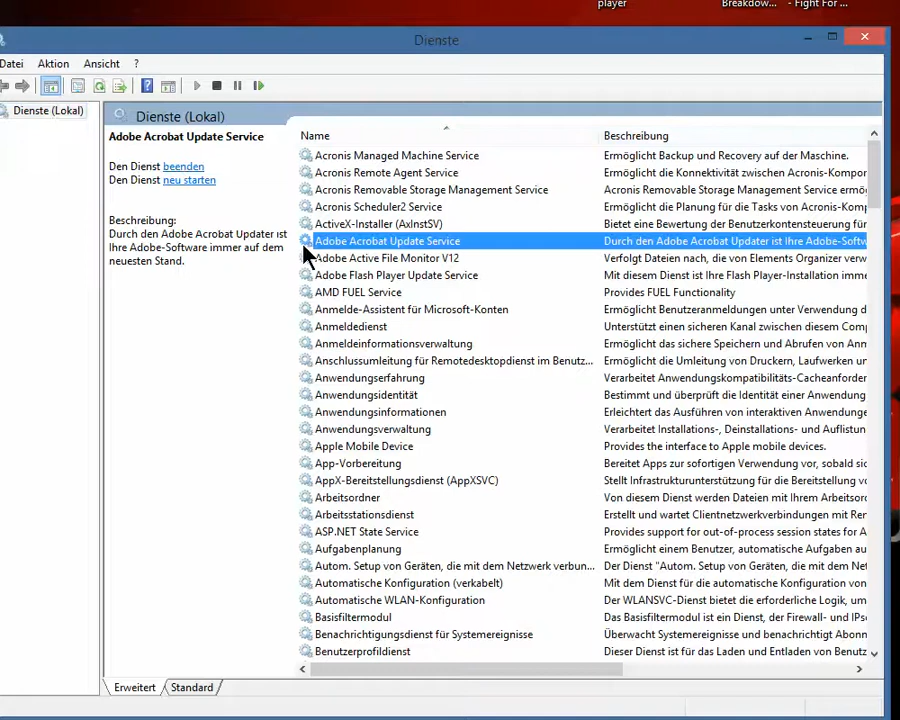 player
Breakdow... - Fight For ...
Dienste
Datei Aktion Ansicht ?
Dienste (Lokal)
Dienste (Lokal)
Adobe Acrobat Update Service
Den Dienst beenden
Den Dienst neu starten
Beschreibung:
Durch den Adobe Acrobat Updater ist
Ihre Adobe-Software immer auf dem
neuesten Stand.
Name Beschreibung
Acronis Managed Machine Service Ermöglicht Backup und Recovery auf der Maschine.
Acronis Remote Agent Service Ermöglicht die Konnektivität zwischen Acronis-Kompor
Acronis Removable Storage Management Service Acronis Removable Storage Management Service ermö
Acronis Scheduler2 Service Ermöglicht die Planung für die Tasks von Acronis-Komp
ActiveX-Installer (AxInstSV) Bietet eine Bewertung der Benutzerkontensteuerung für
Adobe Acrobat Update Service Durch den Adobe Acrobat Updater ist Ihre Adobe-Softw
Adobe Active File Monitor V12 Verfolgt Dateien nach, die von Elements Organizer verw
Adobe Flash Player Update Service Mit diesem Dienst ist Ihre Flash Player-Installation imme
AMD FUEL Service Provides FUEL Functionality
Anmelde-Assistent für Microsoft-Konten Ermöglicht Benutzeranmeldungen unter Verwendung d
Anmeldedienst Unterstützt einen sicheren Kanal zwischen diesem Comp
Anmeldeinformationsverwaltung Ermöglicht das sichere Speichern und Abrufen von Anm
Anschlussumleitung für Remotedesktopdienst im Benutz... Ermöglicht die Umleitung von Druckern, Laufwerken un
Anwendungserfahrung Verarbeitet Anwendungskompatibilitäts-Cacheanforder
Anwendungsidentität Bestimmt und überprüft die Identität einer Anwendung
Anwendungsinformationen Erleichtert das Ausführen von interaktiven Anwendung
Anwendungsverwaltung Verarbeitet Installations-, Deinstallations- und Auflistun
Apple Mobile Device Provides the interface to Apple mobile devices.
App-Vorbereitung Bereitet Apps zur sofortigen Verwendung vor, sobald sic
AppX-Bereitstellungsdienst (AppXSVC) Stellt Infrastrukturunterstützung für die Bereitstellung
Arbeitsordner Von diesem Dienst werden Dateien mit Ihrem Arbeitsor
Arbeitsstationsdienst Erstellt und wartet Clientnetzwerkverbindungen mit Re
ASP.NET State Service Provides support for out-of-process session states for A
Aufgabenplanung Ermöglicht einem Benutzer, automatische Aufgaben au
Autom. Setup von Geräten, die mit dem Netzwerk verbun... Der Dienst "Autom. Setup von Geräten, die mit dem Net
Automatische Konfiguration (verkabelt) Mit dem Dienst für die automatische Konfiguration (ve
Automatische WLAN-Konfiguration Der WLANSVC-Dienst bietet die erforderliche Logik, um
Basisfiltermodul Das Basisfiltermodul ist ein Dienst, der Firewall- und IPs
Benachrichtigungsdienst für Systemereignisse Überwacht Systemereignisse und benachrichtigt Abonn
Benutzerprofildienst Dieser Dienst ist für das Laden und Entladen von Benut
Erweitert Standard